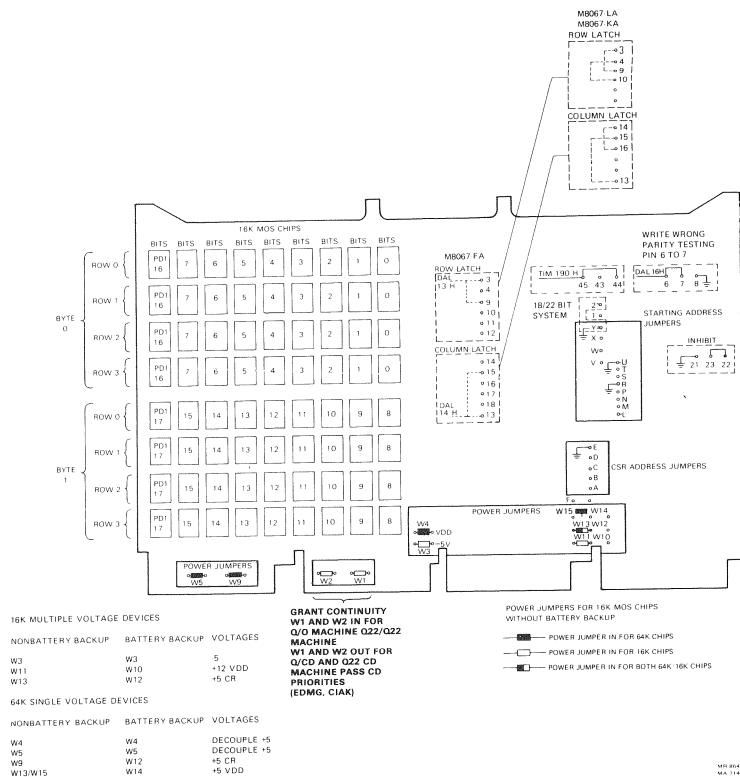 M8067-LA
M8067-KA
ROW LATCH
3
4
9
10
COLUMN LATCH
14
15
16
13
16K MOS CHIPS
BITS BITS BITS BITS BITS BITS BITS BITS BITS
BYTE 0
ROW 0 PD1 16 7 6 5 4 3 2 1 0
ROW 1 PD1 16 7 6 5 4 3 2 1 0
ROW 2 PD1 16 7 6 5 4 3 2 1 0
ROW 3 PD1 16 7 6 5 4 3 2 1 0
BYTE 1
ROW 0 PD1 17 15 14 13 12 11 10 9 8
ROW 1 PD1 17 15 14 13 12 11 10 9 8
ROW 2 PD1 17 15 14 13 12 11 10 9 8
ROW 3 PD1 17 15 14 13 12 11 10 9 8
M8067 FA
ROW LATCH
DAL
13 H
3
4
9
10
11
12
COLUMN LATCH
14
15
16
17
18
DAL
14 H
13
TIM 190 H
45 43 44
WRITE WRONG
PARITY TESTING
PIN 6 TO 7
DAL 16H
6 7 8
18/22 BIT
SYSTEM
2
1
Y
X
W
V
U
T
S
R
P
N
M
L
STARTING ADDRESS
JUMPERS
INHIBIT
21 23 22
E
D
C
B
A
F
CSR ADDRESS JUMPERS
POWER JUMPERS
W4
VDD
-5V
W3
W15 W14
W13 W12
W11 W10
POWER JUMPERS
W5 W9
W2 W1
GRANT CONTINUITY
W1 AND W2 IN FOR
Q/O MACHINE Q22/Q22
MACHINE
W1 AND W2 OUT FOR
Q/CD AND Q22 CD
MACHINE PASS CD
PRIORITIES
(EDMG, CIAK)
16K MULTIPLE VOLTAGE DEVICES
NONBATTERY BACKUP BATTERY BACKUP VOLTAGES
W3 W3 -5
W11 W10 +12 VDD
W13 W12 +5 CR
64K SINGLE VOLTAGE DEVICES
NONBATTERY BACKUP BATTERY BACKUP VOLTAGES
W4 W4 DECOUPLE +5
W5 W5 DECOUPLE +5
W9 W12 +5 CR
W13/W15 W14 +5 VDD
POWER JUMPERS FOR 16K MOS CHIPS
WITHOUT BATTERY BACKUP
POWER JUMPER IN FOR 64K CHIPS
POWER JUMPER IN FOR 16K CHIPS
POWER JUMPER IN FOR BOTH 64K 16K CHIPS